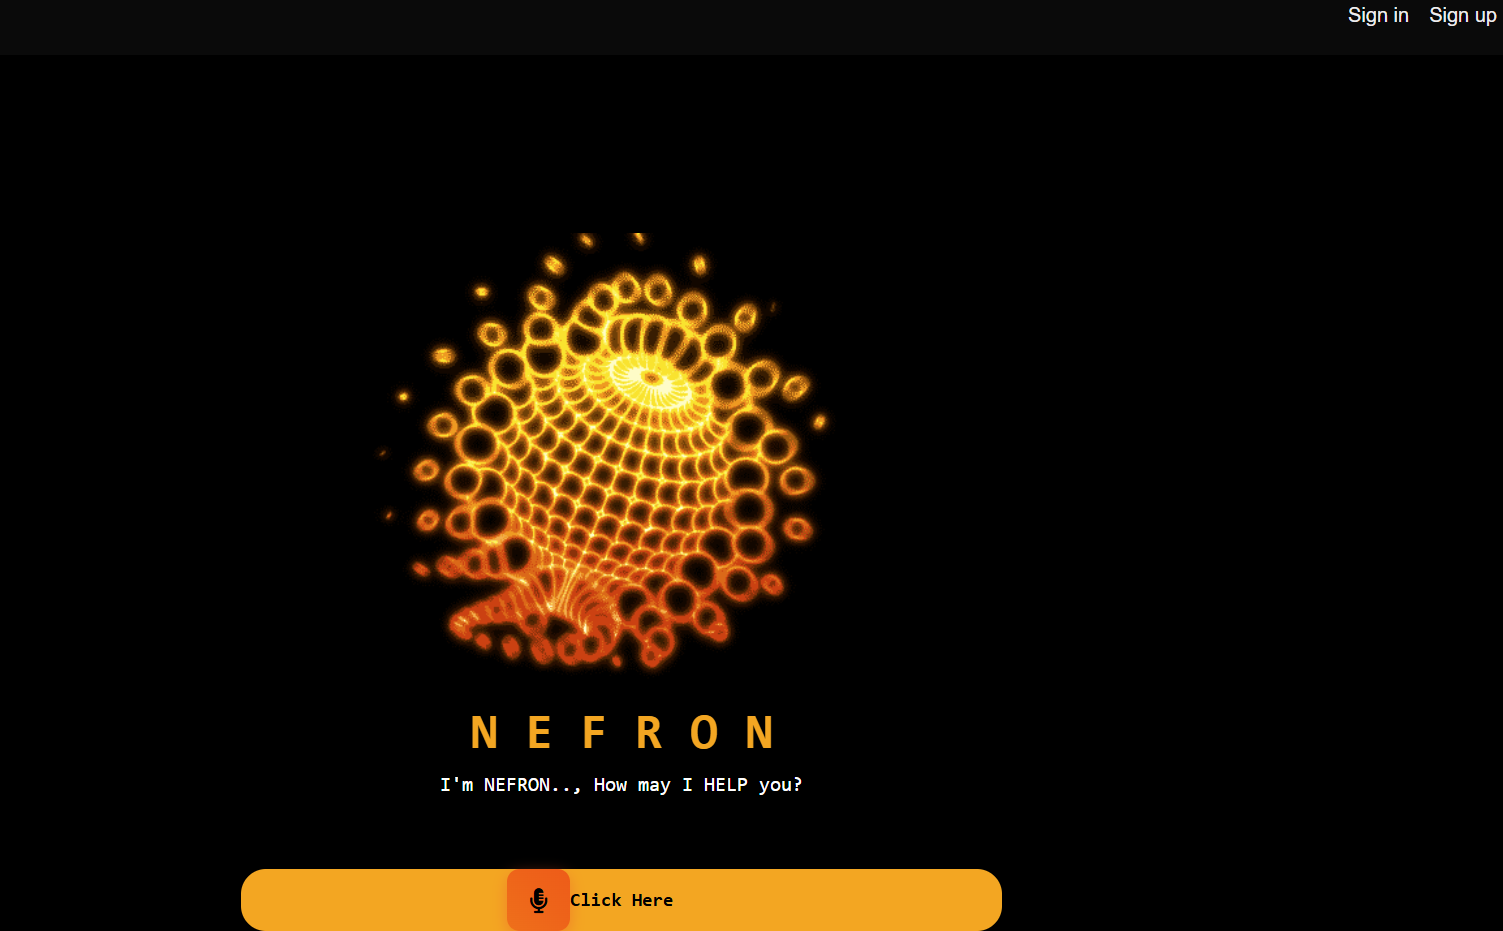 Sign in Sign up
N E F R O N
I'm NEFRON.., How may I HELP you?
Click Here